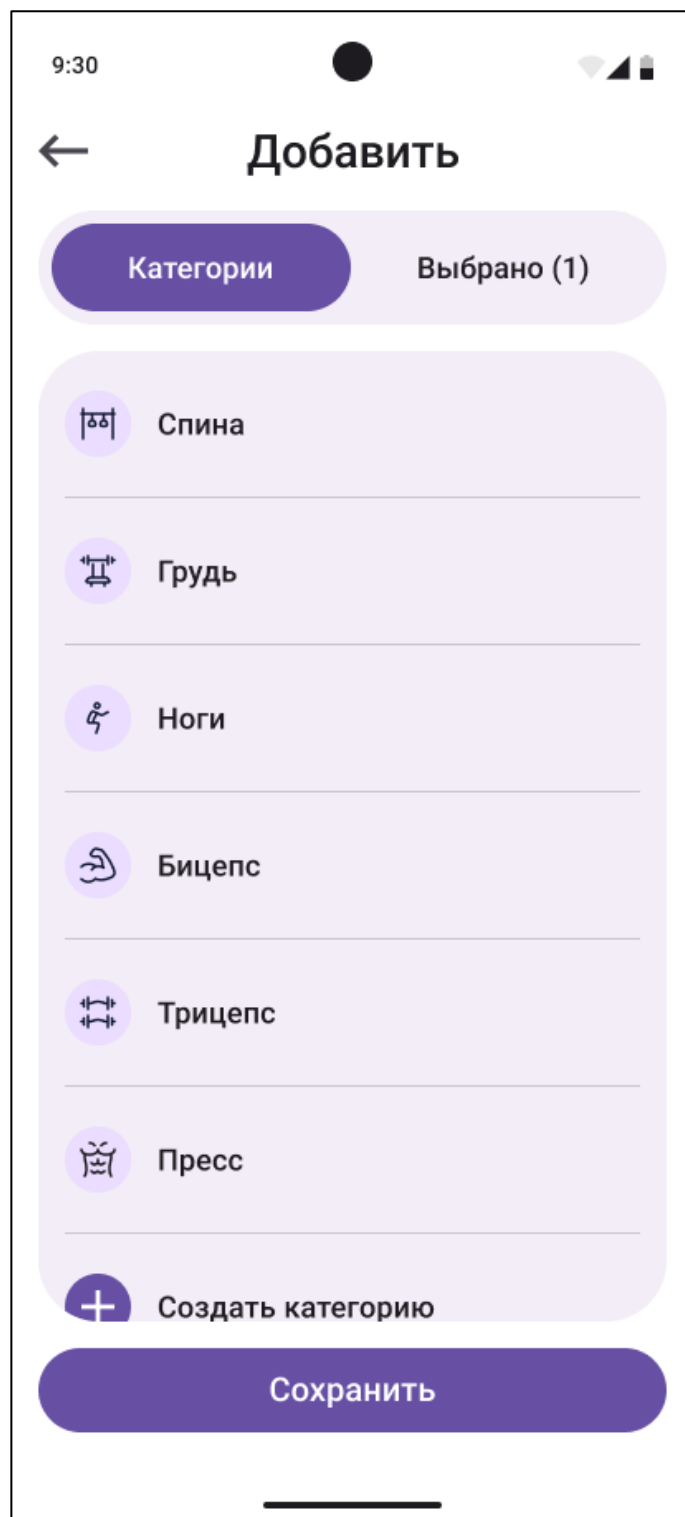 9:30
Добавить
Категории Выбрано (1)
Спина
Грудь
Ноги
Бицепс
Трицепс
Пресс
Создать категорию
Сохранить